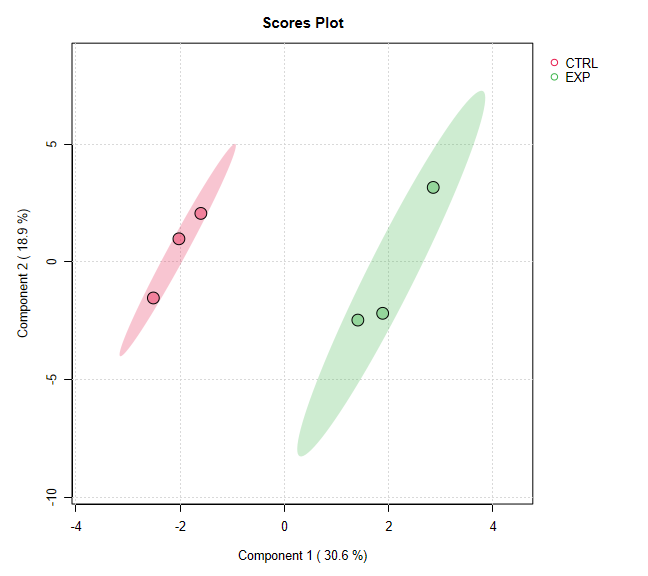 Scores Plot
CTRL
EXP
5
0
-5
-10
Component 2 ( 18.9 %)
-4 -2 0 2 4
Component 1 ( 30.6 %)